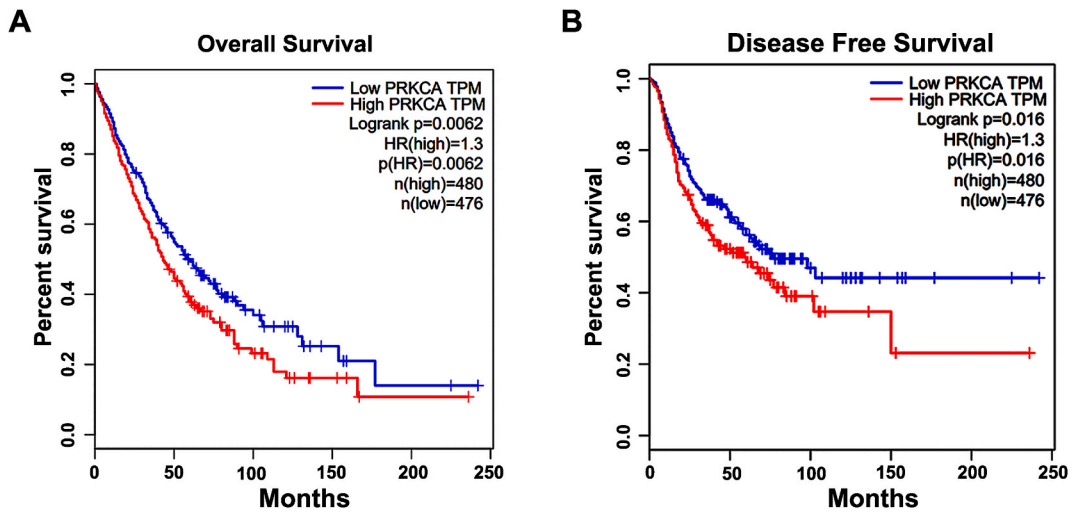 A
Overall Survival
Low PRKCA TPM
High PRKCA TPM
Logrank p=0.0062
HR(high)=1.3
p(HR)=0.0062
n(high)=480
n(low)=476
Percent survival
1.0
0.8
0.6
0.4
0.2
0.0
0 50 100 150 200 250
Months
B
Disease Free Survival
Low PRKCA TPM
High PRKCA TPM
Logrank p=0.016
HR(high)=1.3
p(HR)=0.016
n(high)=480
n(low)=476
Percent survival
1.0
0.8
0.6
0.4
0.2
0.0
0 50 100 150 200 250
Months